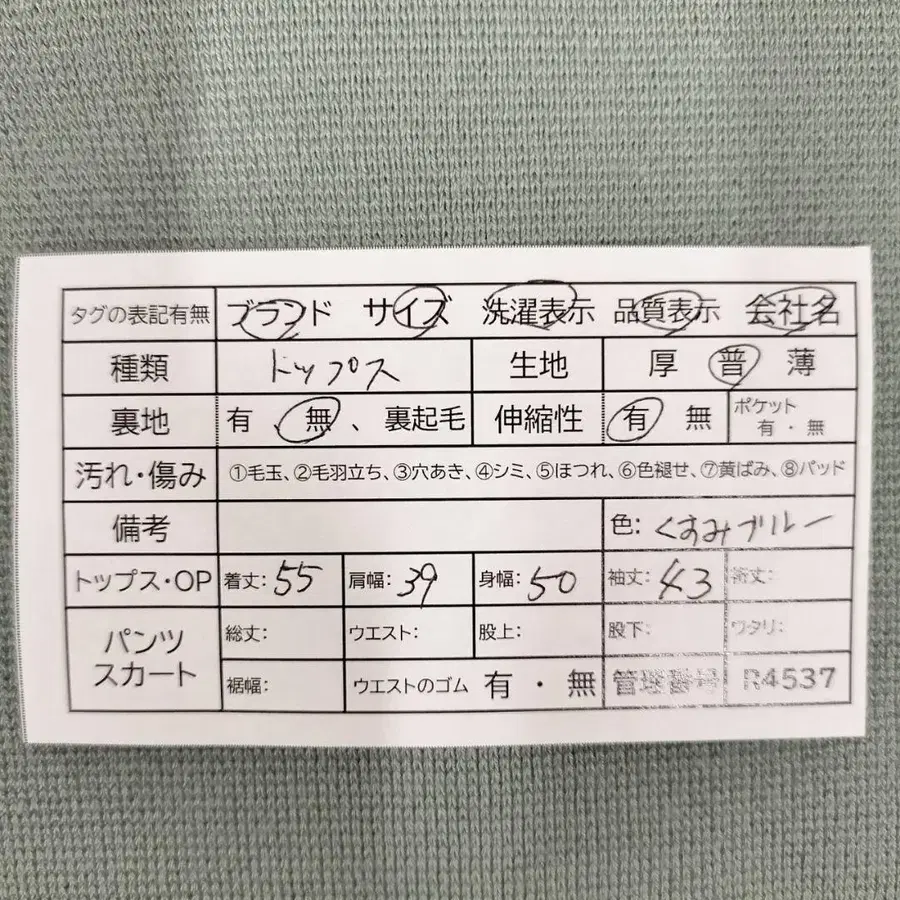 タグの表記有無 ブランド サイズ 洗濯表示 品質表示 会社名
種類 トップス 生地 厚 普 薄
裏地 有 、無 、裏起毛 伸縮性 有 無 ポケット 有・無
汚れ・傷み ①毛玉、②毛羽立ち、③穴あき、④シミ、⑤ほつれ、⑥色褪せ、⑦黄ばみ、⑧パッド
備考 色: くすみブルー
トップス・OP 着丈: 55 肩幅: 39 身幅: 50 袖丈: 43 裄丈:
パンツ スカート 総丈: ウエスト: 股上: 股下: ワタリ:
裾幅: ウエストのゴム 有・無 管理番号 R4537